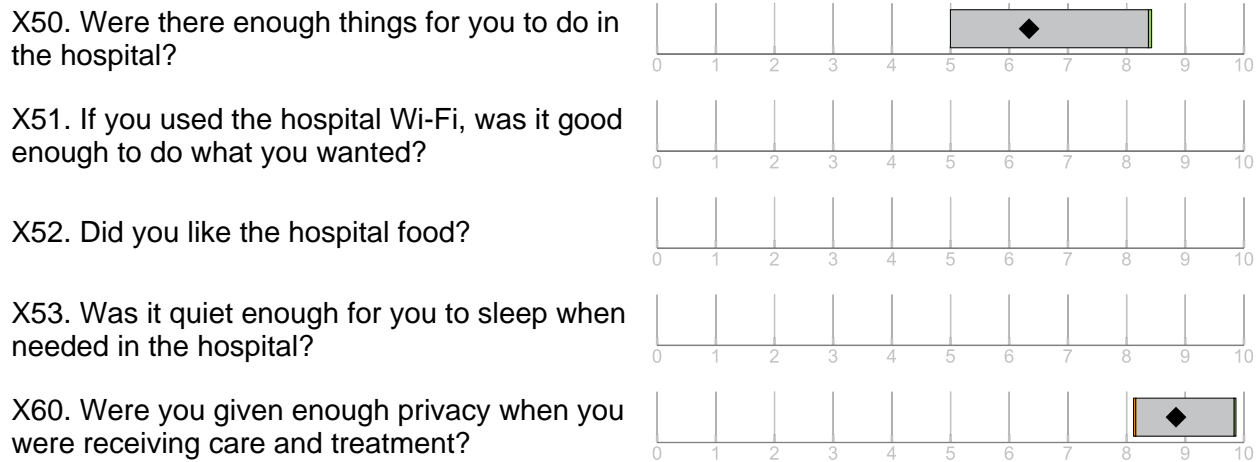 X50. Were there enough things for you to do in
the hospital?
0 1 2 3 4 5 6 7 8 9 10
X51. If you used the hospital Wi-Fi, was it good
enough to do what you wanted?
0 1 2 3 4 5 6 7 8 9 10
X52. Did you like the hospital food?
0 1 2 3 4 5 6 7 8 9 10
X53. Was it quiet enough for you to sleep when
needed in the hospital?
0 1 2 3 4 5 6 7 8 9 10
X60. Were you given enough privacy when you
were receiving care and treatment?
0 1 2 3 4 5 6 7 8 9 10